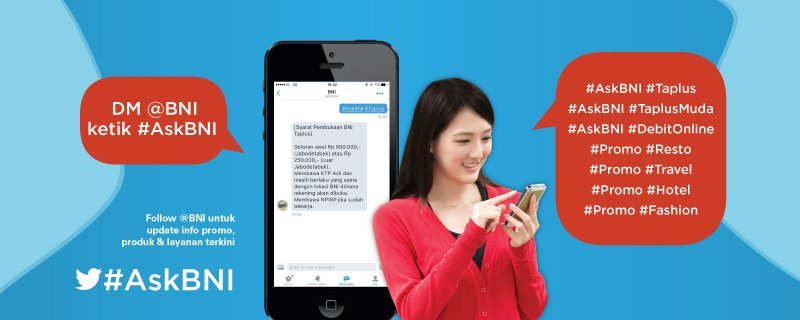 DM @BNI
ketik #AskBNI
Follow @BNI untuk
update info promo,
produk & layanan terkini
#AskBNI
BNI
#AskBNI #Taplus
[Syarat Pembukaan BNI
Taplus]
Setoran awal Rp 500.000,-
(Jabodetabek) atau Rp
250.000,- (Luar
Jabodetabek).
Membawa KTP Asli dan
masih berlaku yang sama
dengan lokasi BNI dimana
rekening akan dibuka.
Membawa NPWP jika sudah
bekerja.
Start a new message
#AskBNI #Taplus
#AskBNI #TaplusMuda
#AskBNI #DebitOnline
#Promo #Resto
#Promo #Travel
#Promo #Hotel
#Promo #Fashion